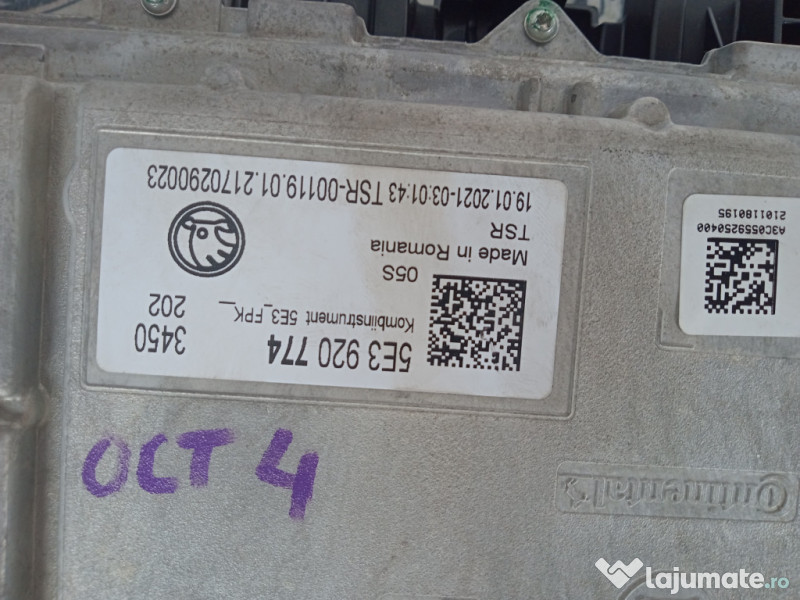 5E3 920 774
3450
Kombiinstrument 5E3_FPK_
202
05S
Made in Romania
TSR
19.01.2021-03:01:43 TSR-00119.01.21770290023
A3C0559250400
2101180195
OCT 4
Continental
lajumate.ro